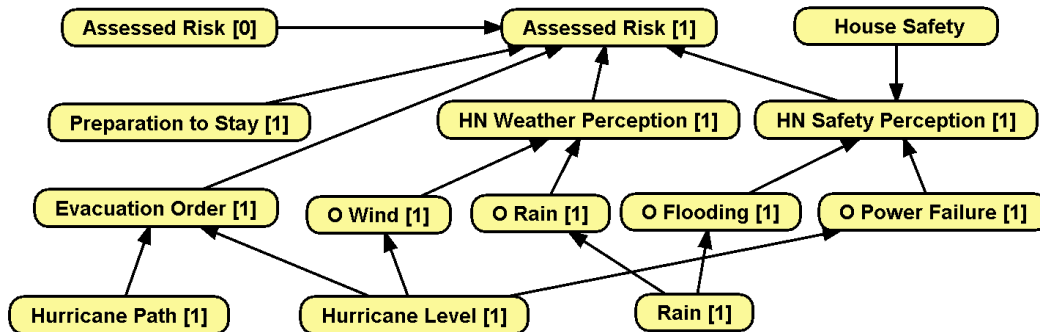 Assessed Risk [0]
Assessed Risk [1]
House Safety
Preparation to Stay [1]
HN Weather Perception [1]
HN Safety Perception [1]
Evacuation Order [1]
O Wind [1]
O Rain [1]
O Flooding [1]
O Power Failure [1]
Hurricane Path [1]
Hurricane Level [1]
Rain [1]